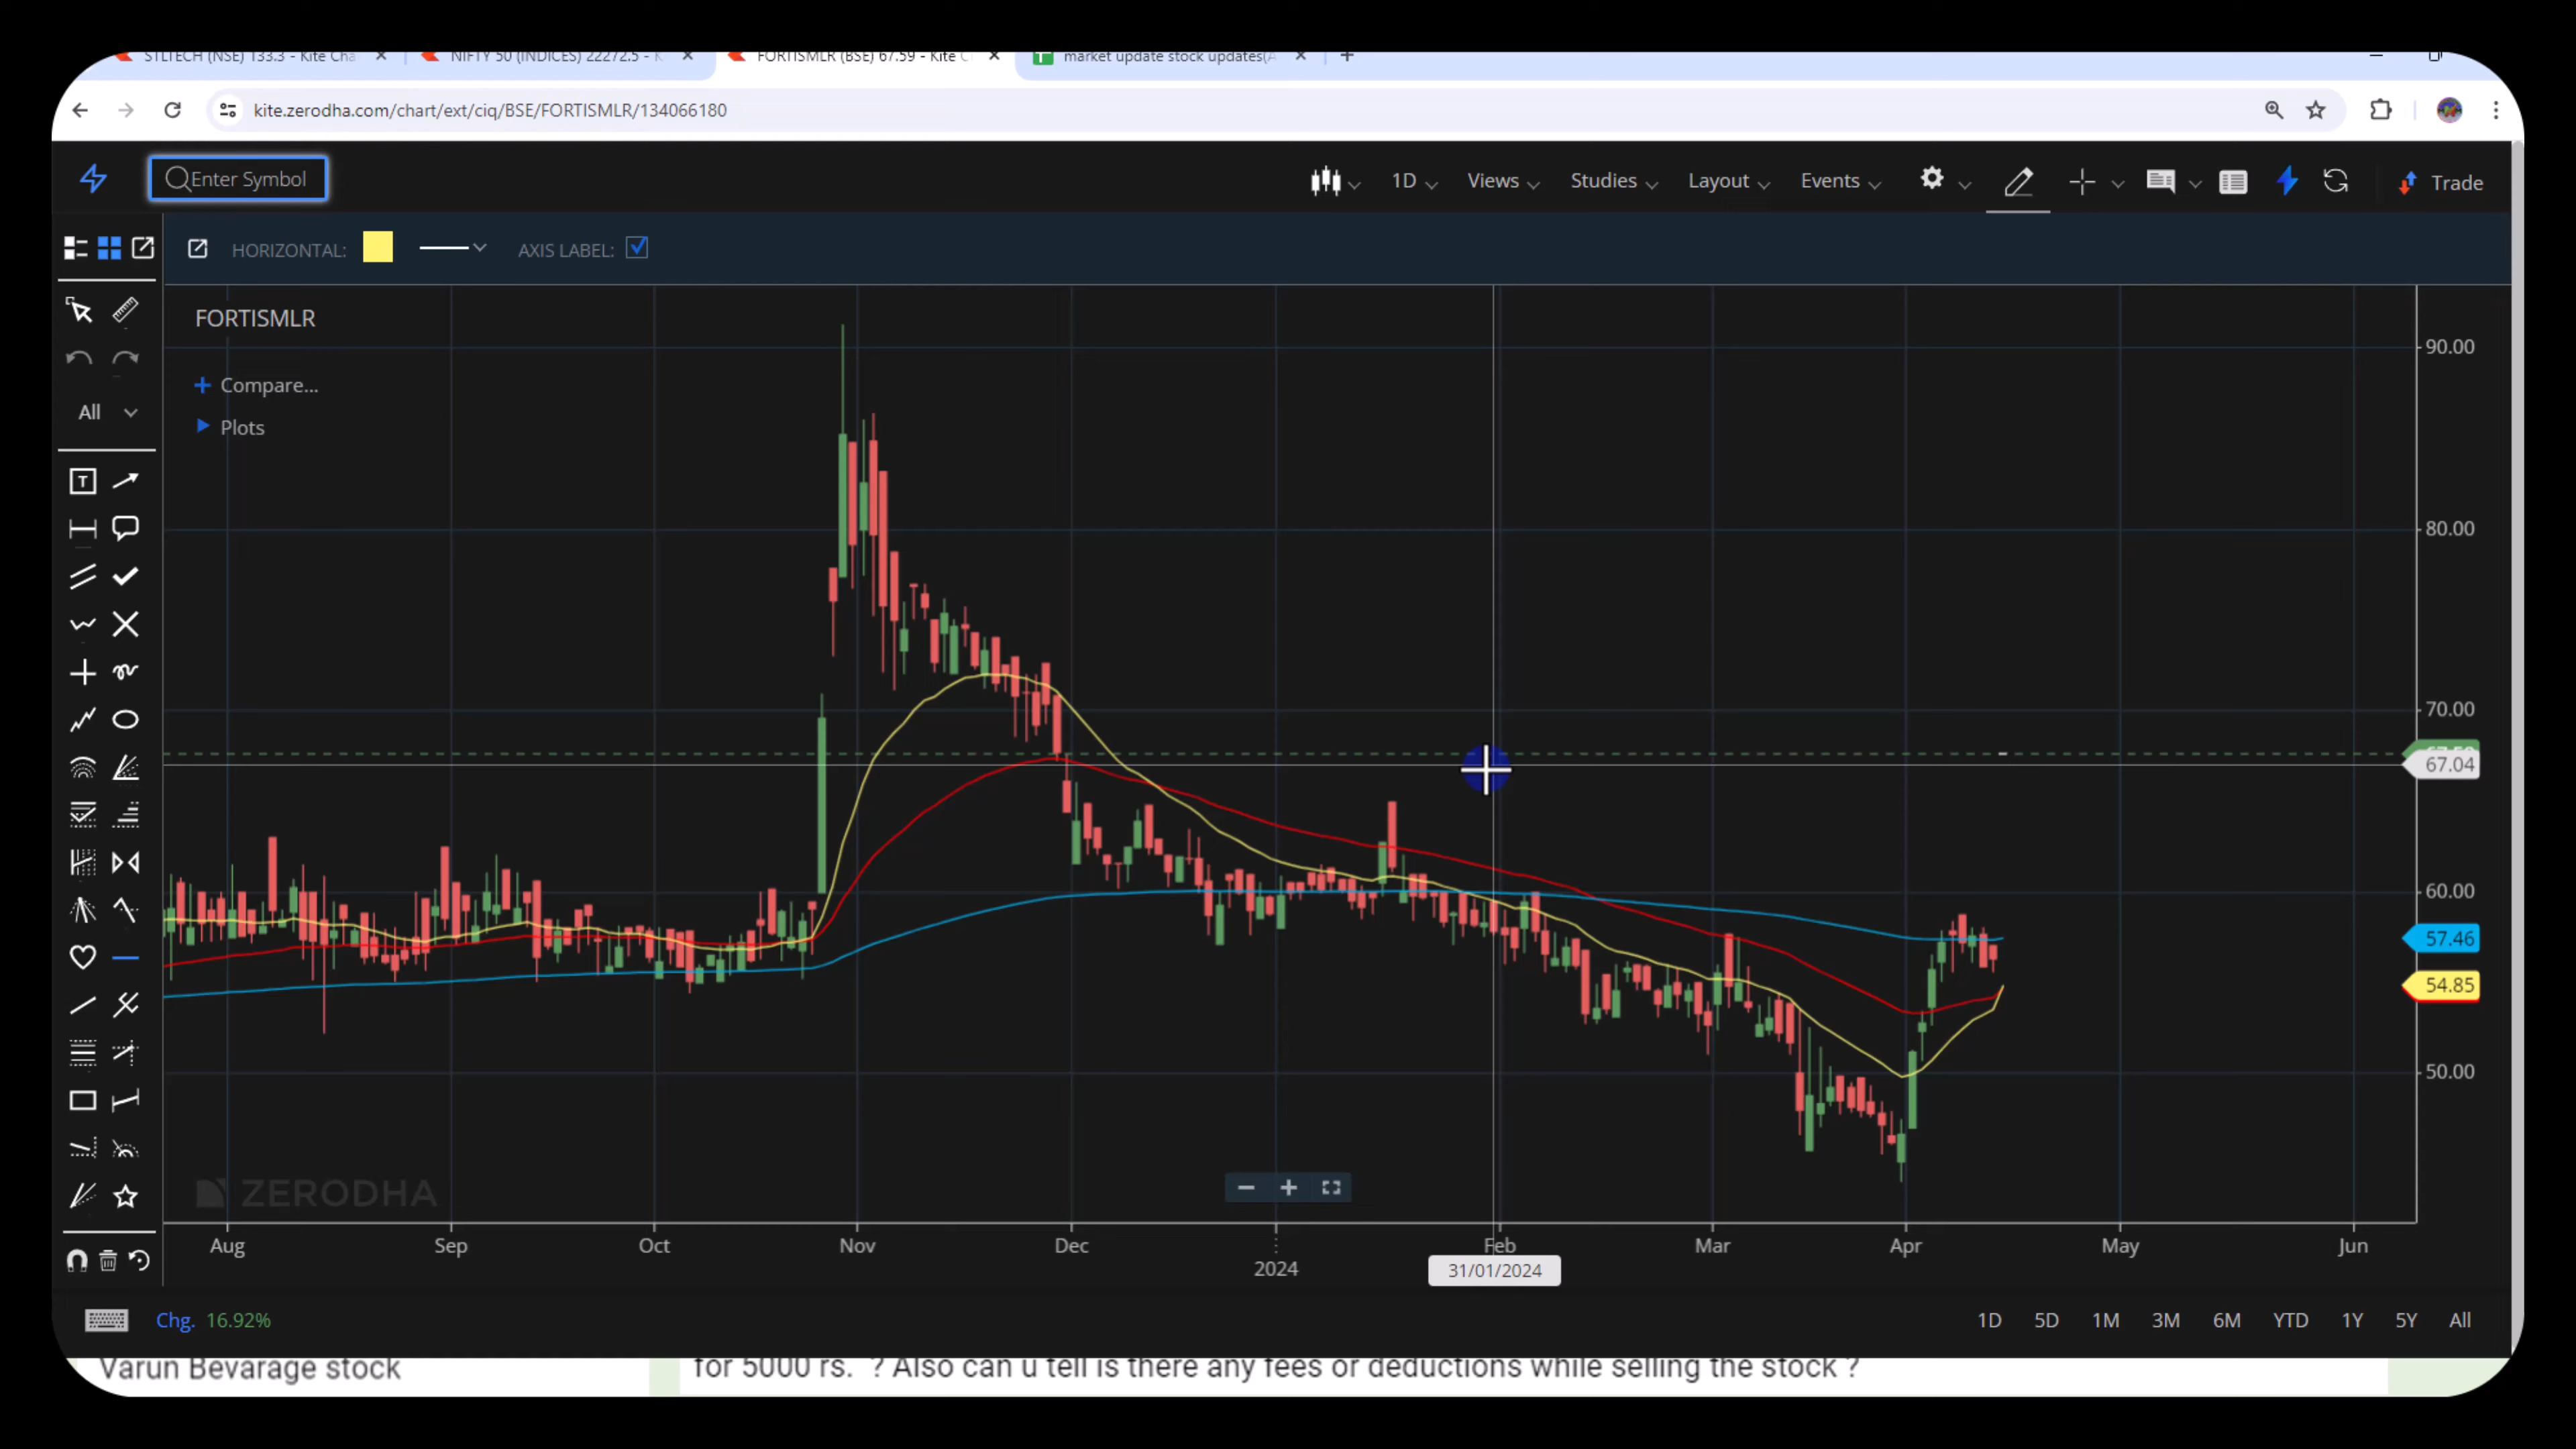 STLTECH (NSE) 133.3 - Kite Cha
NIFTY 50 (INDICES) 22272.5 - K
FORTISMLR (BSE) 67.59 - Kite C
market update stock updates(A
kite.zerodha.com/chart/ext/ciq/BSE/FORTISMLR/134066180
Enter Symbol
1D
Views
Studies
Layout
Events
Trade
HORIZONTAL:
AXIS LABEL:
FORTISMLR
Compare...
Plots
All
90.00
80.00
70.00
67.59
67.04
60.00
57.46
54.85
50.00
ZERODHA
Aug
Sep
Oct
Nov
Dec
2024
Feb
Mar
Apr
May
Jun
31/01/2024
Chg. 16.92%
1D 5D 1M 3M 6M YTD 1Y 5Y All
Varun Bevarage stock
for 5000 rs. ? Also can u tell is there any fees or deductions while selling the stock ?